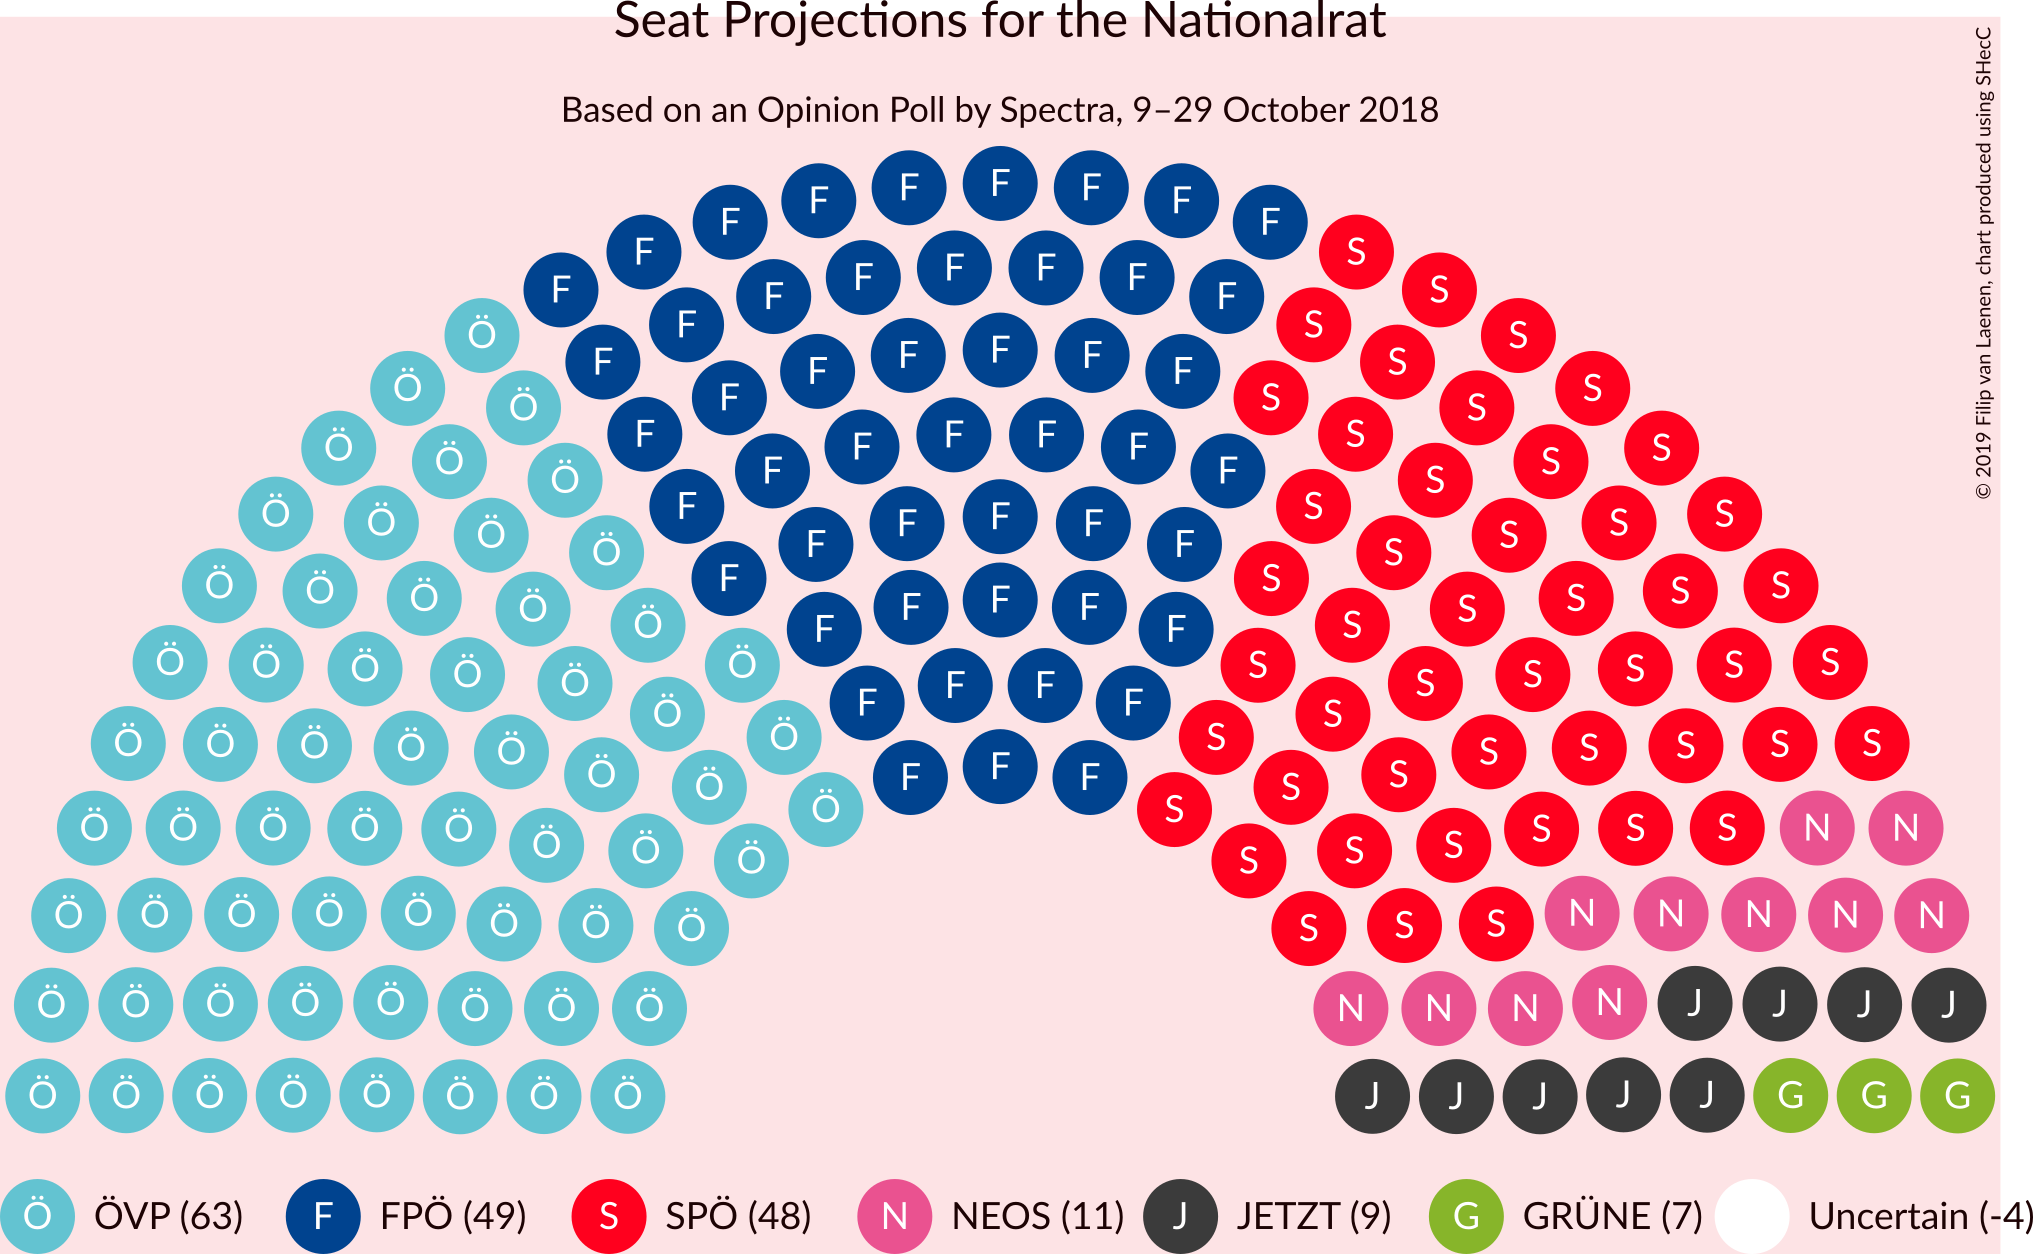 Seat Projections for the Nationalrat
Based on an Opinion Poll by Spectra, 9–29 October 2018
© 2019 Filip van Laenen, chart produced using SHecC
Ö ÖVP (63) F FPÖ (49) S SPÖ (48) N NEOS (11) J JETZT (9) G GRÜNE (7) Uncertain (-4)